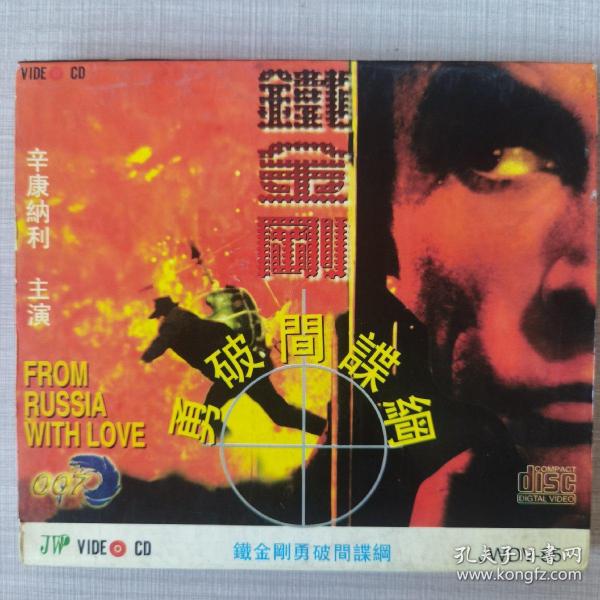 VIDEO CD
鐵金剛
勇破間諜網
辛康納利 主演
FROM
RUSSIA
WITH LOVE
007
COMPACT
disc
DIGITAL VIDEO
JW VIDEO CD
鐵金剛勇破間諜網
孔夫子旧书网
www.kongfz.com